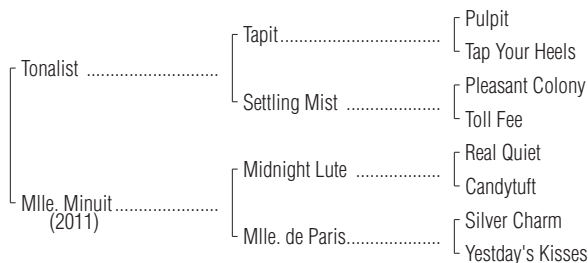 Pulpit
Tapit
Tap Your Heels
Tonalist
Pleasant Colony
Settling Mist
Toll Fee
Real Quiet
Midnight Lute
Candytuft
Mlle. Minuit
(2011)
Silver Charm
Mlle. de Paris
Yestday's Kisses